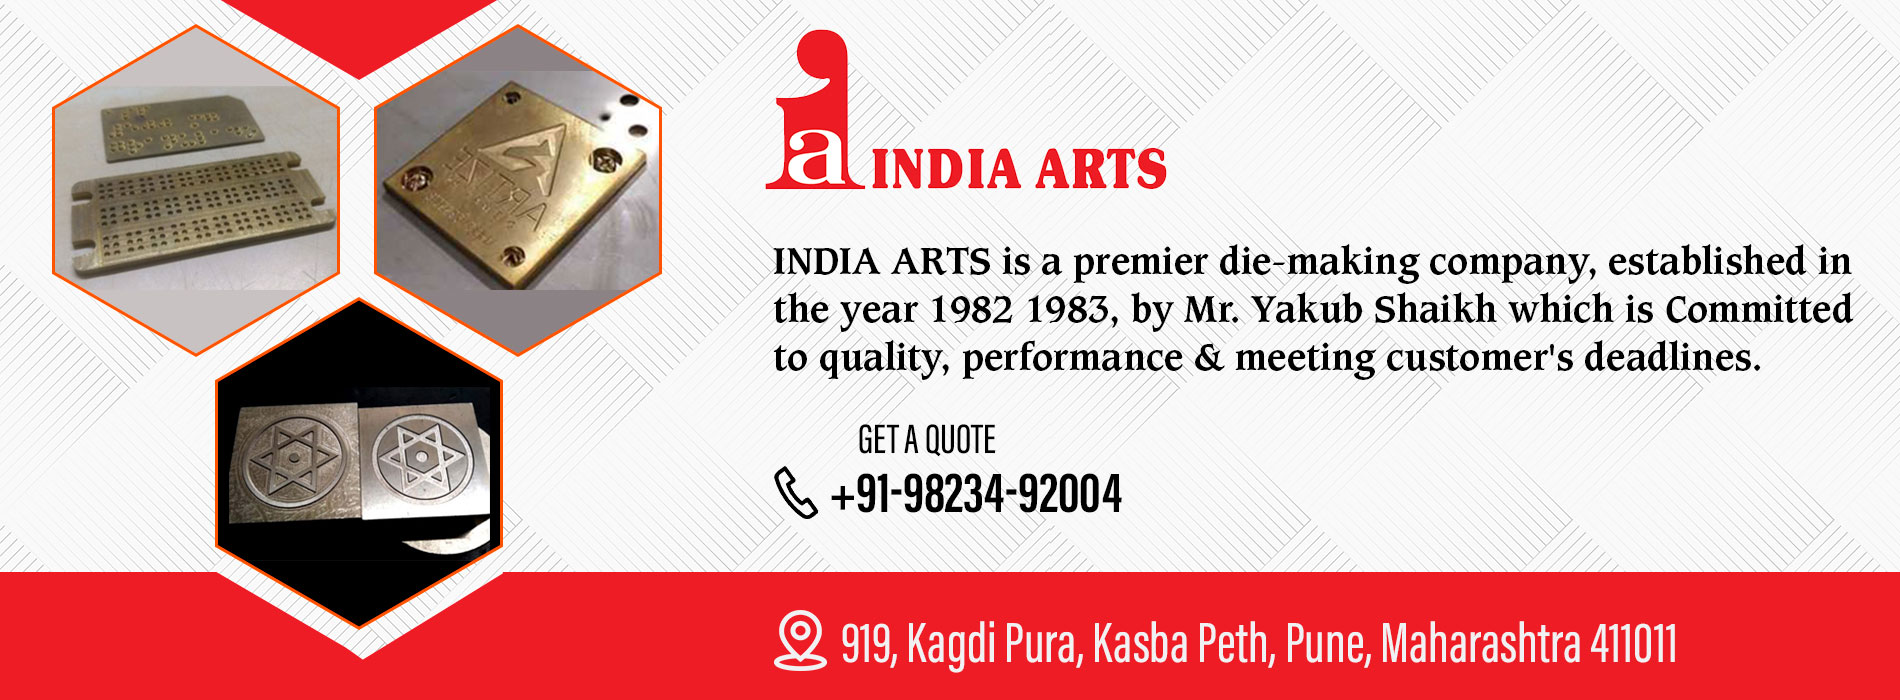 ia INDIA ARTS
INDIA ARTS is a premier die-making company, established in
the year 1982 1983, by Mr. Yakub Shaikh which is Committed
to quality, performance & meeting customer's deadlines.
GET A QUOTE
+91-98234-92004
919, Kagdi Pura, Kasba Peth, Pune, Maharashtra 411011